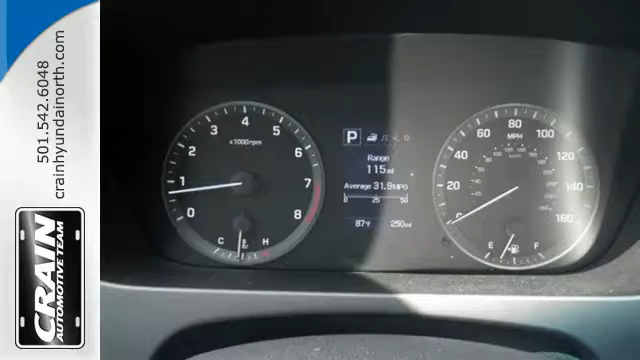 501.542.6048
crainhyundainorth.com
CRAIN
AUTOMOTIVE TEAM
0
1
2
3
4
5
6
7
8
x1000rpm
C H
P
Range
115mi
Average 31.9MPG
0 25 50
87°F 250mi
0
20
40
60
80
100
120
140
160
MPH
E F